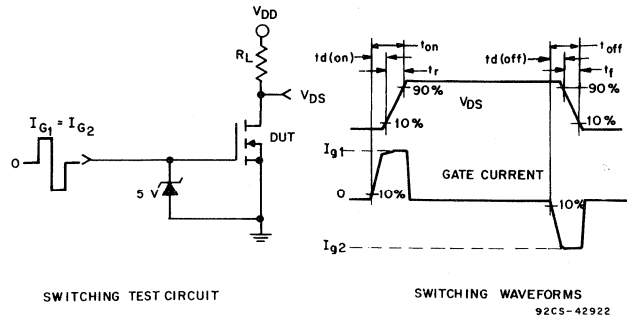 VDD
RL
VDS
IG1 = IG2
0
5 V
DUT
SWITCHING TEST CIRCUIT
ton
td(on)
tr
td(off)
toff
tf
90%
VDS
90%
10%
10%
Ig1
GATE CURRENT
0
10%
10%
Ig2
SWITCHING WAVEFORMS
92CS-42922